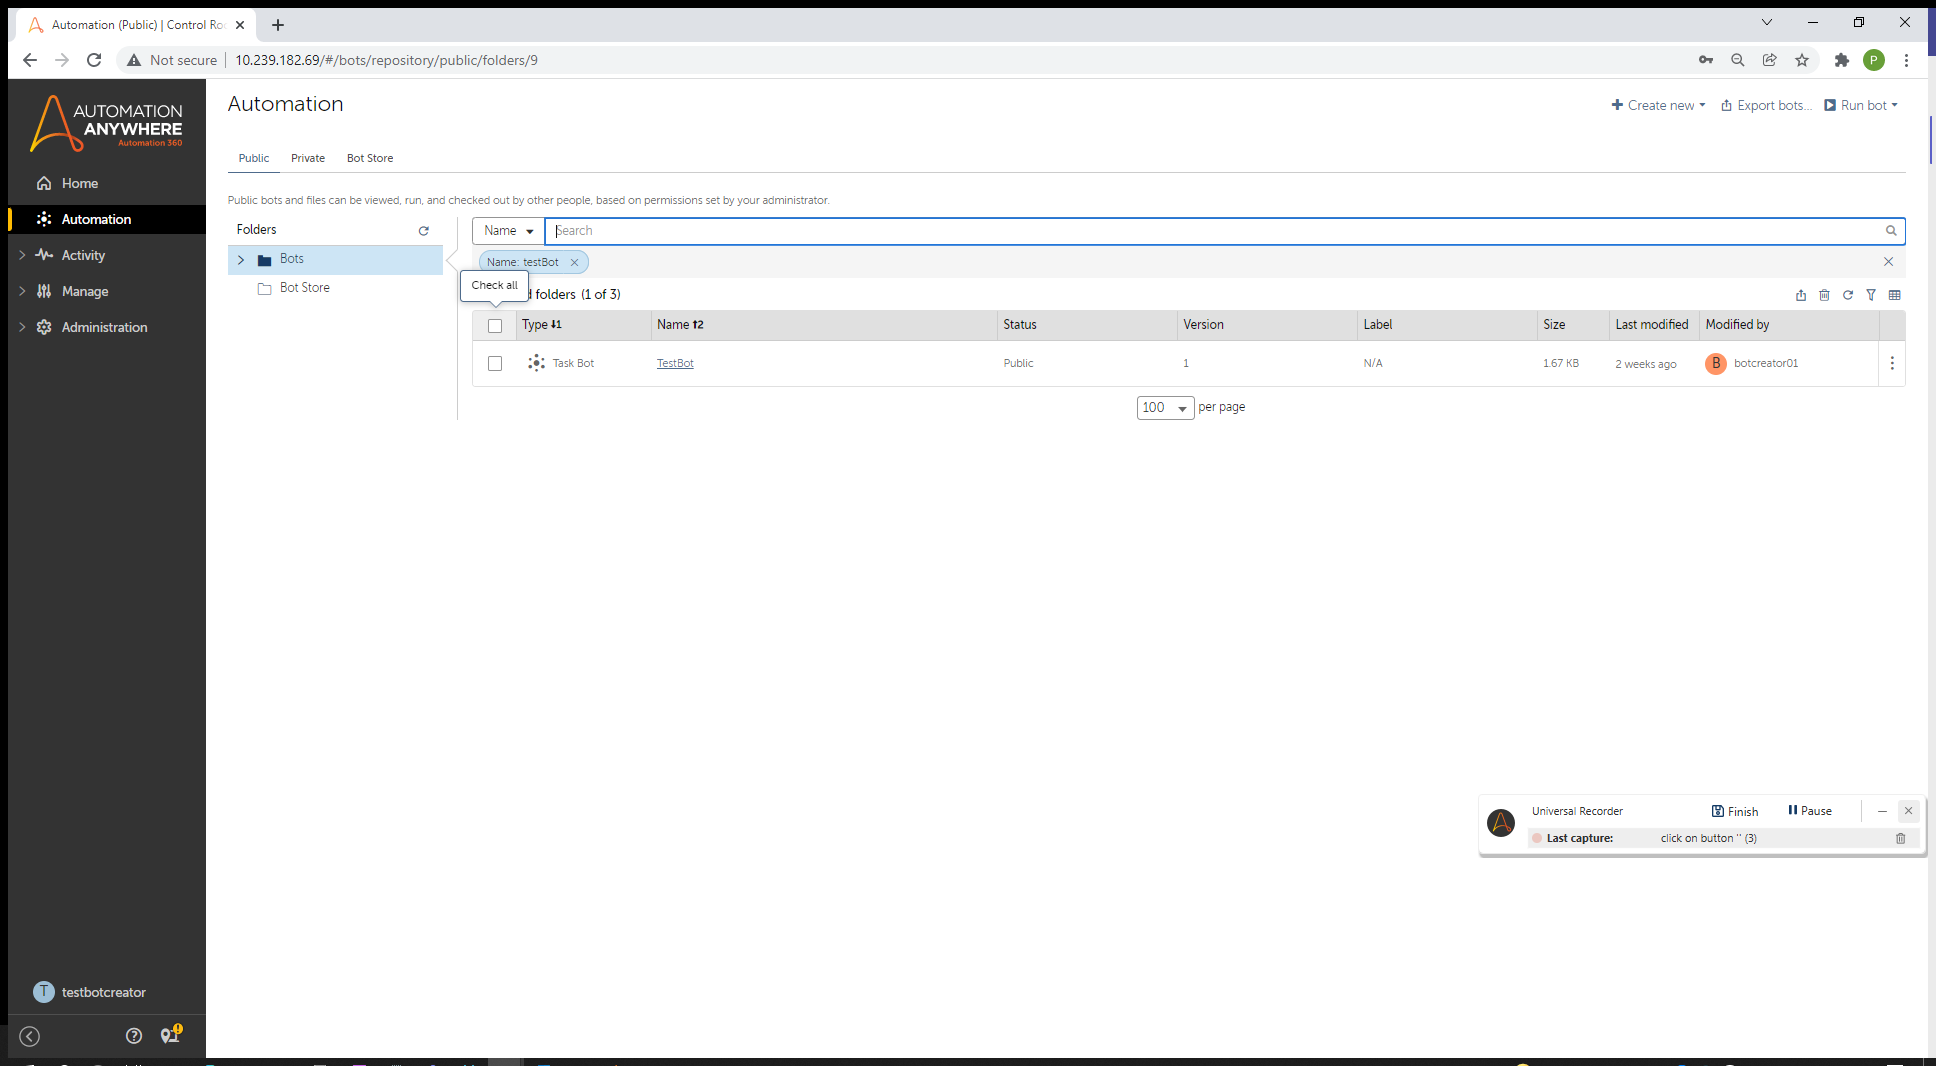 Automation (Public) | Control Ro
Not secure
10.239.182.69/#/bots/repository/public/folders/9
P
AUTOMATION
ANYWHERE
Automation 360
Home
Automation
Activity
Manage
Administration
testbotcreator
T
Automation
Create new
Export bots...
Run bot
Public
Private
Bot Store
Public bots and files can be viewed, run, and checked out by other people, based on permissions set by your administrator.
Folders
Bots
Bot Store
Name
Search
Name: testBot
Check all
folders (1 of 3)
Type ↓1
Name ↑2
Status
Version
Label
Size
Last modified
Modified by
Task Bot
TestBot
Public
1
N/A
1.67 KB
2 weeks ago
B
botcreator01
100
per page
Universal Recorder
Finish
Pause
Last capture:
click on button '' (3)